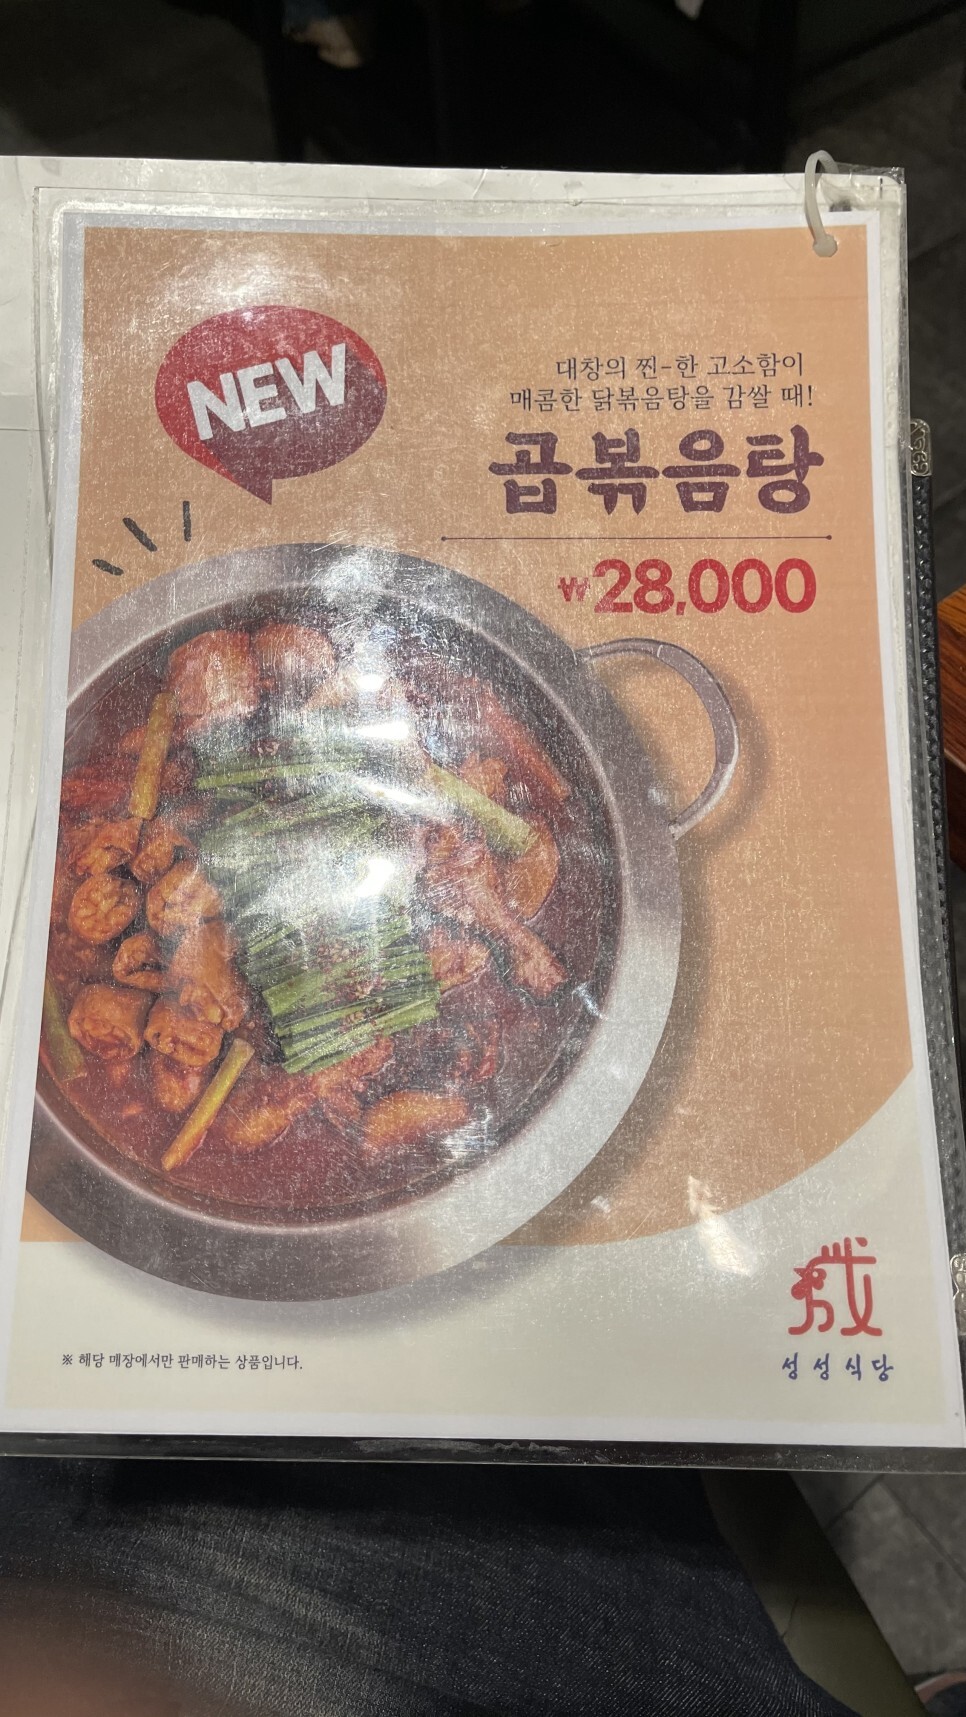 NEW
대창의 찐-한 고소함이
매콤한 닭볶음탕을 감쌀 때!
곱볶음탕
₩28,000
※ 해당 매장에서만 판매하는 상품입니다.
성성식당